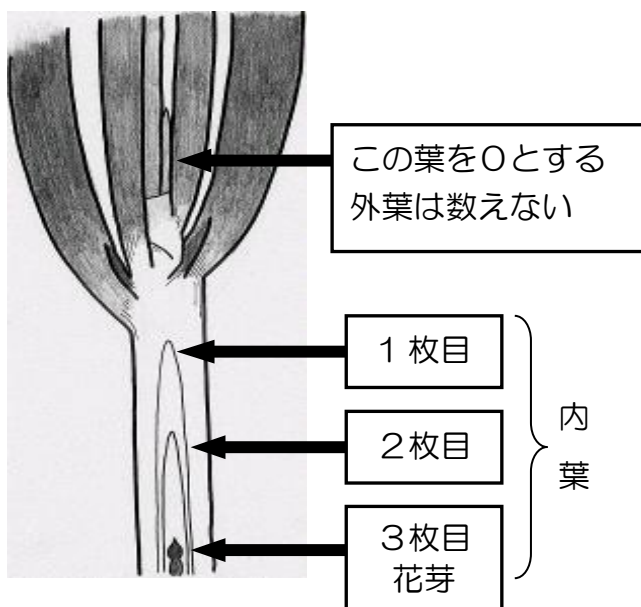 この葉を０とする
外葉は数えない
１枚目
２枚目
３枚目
花芽
内
葉